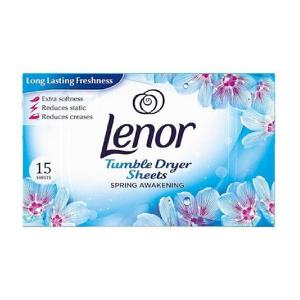 Long Lasting Freshness
Extra softness
Reduces static
Reduces creases
Lenor
Tumble Dryer
Sheets
SPRING AWAKENING
15
SHEETS